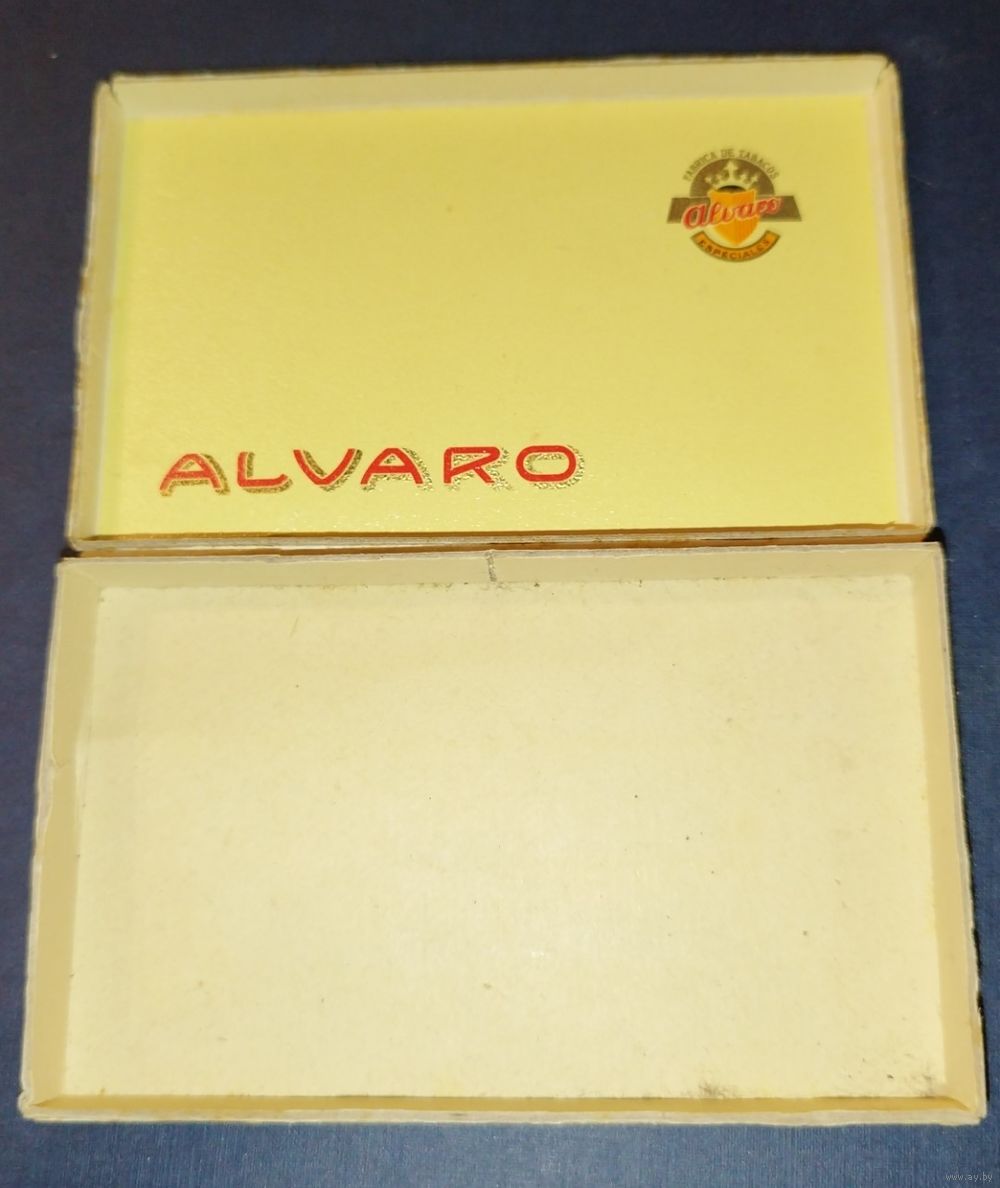 FABRICA DE TABACOS
Alvaro
ESPECIALES
ALVARO
www.ay.by